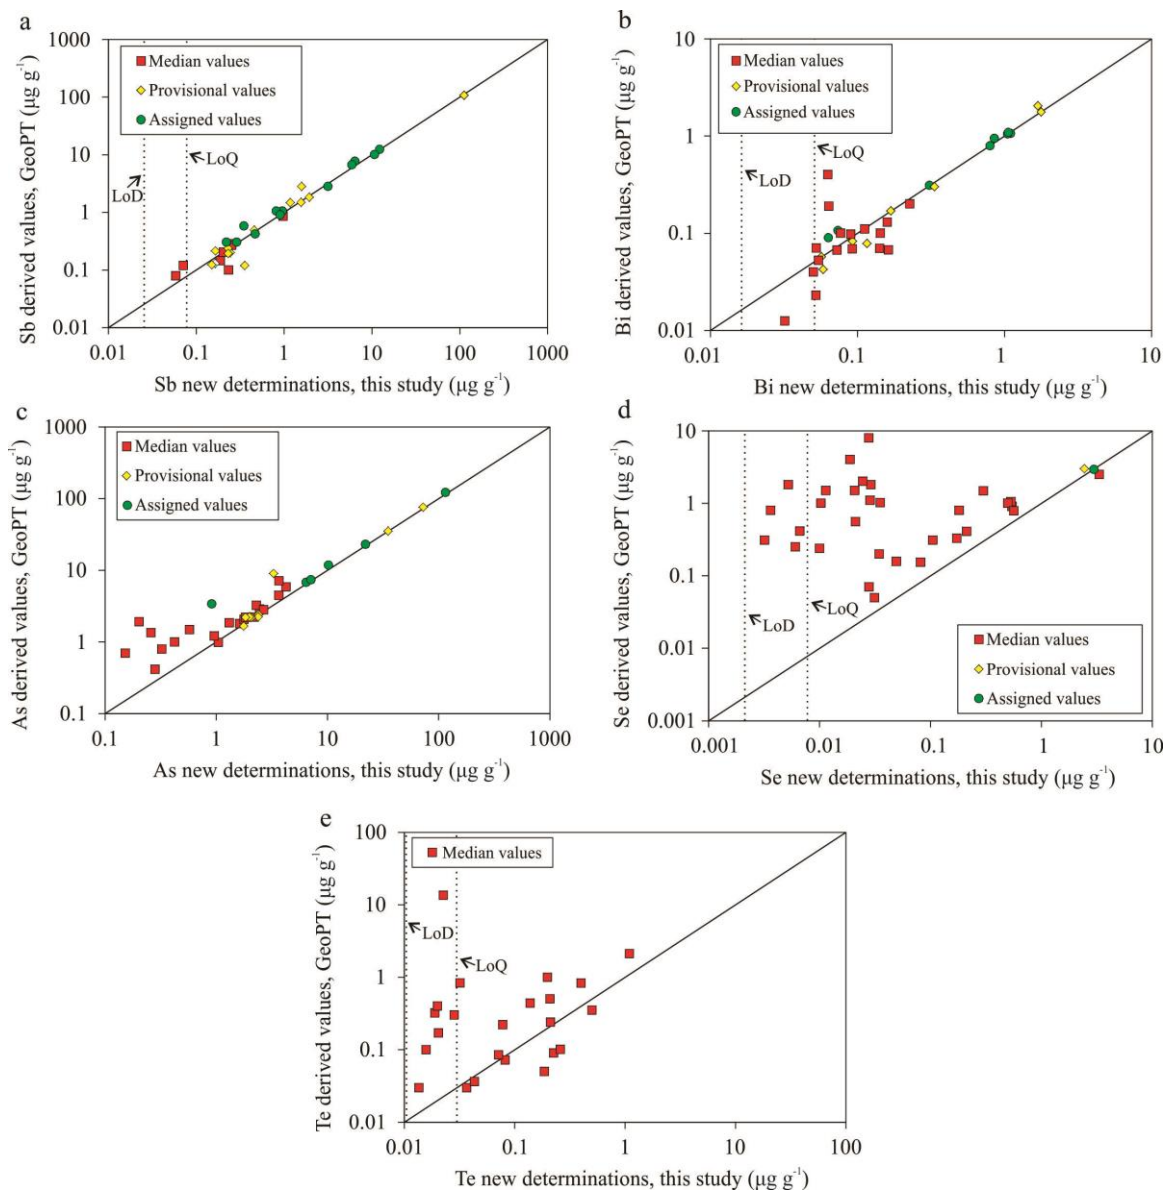 a
Sb derived values, GeoPT (µg g⁻¹)
1000
100
10
1
0.1
0.01
Median values
Provisional values
Assigned values
LoQ
LoD
0.01 0.1 1 10 100 1000
Sb new determinations, this study (µg g⁻¹)
b
Bi derived values, GeoPT (µg g⁻¹)
10
1
0.1
0.01
Median values
Provisional values
Assigned values
LoQ
LoD
0.01 0.1 1 10
Bi new determinations, this study (µg g⁻¹)
c
As derived values, GeoPT (µg g⁻¹)
1000
100
10
1
0.1
Median values
Provisional values
Assigned values
0.1 1 10 100 1000
As new determinations, this study (µg g⁻¹)
d
Se derived values, GeoPT (µg g⁻¹)
10
1
0.1
0.01
0.001
LoQ
LoD
Median values
Provisional values
Assigned values
0.001 0.01 0.1 1 10
Se new determinations, this study (µg g⁻¹)
e
Te derived values, GeoPT (µg g⁻¹)
100
10
1
0.1
0.01
Median values
LoD
LoQ
0.01 0.1 1 10 100
Te new determinations, this study (µg g⁻¹)